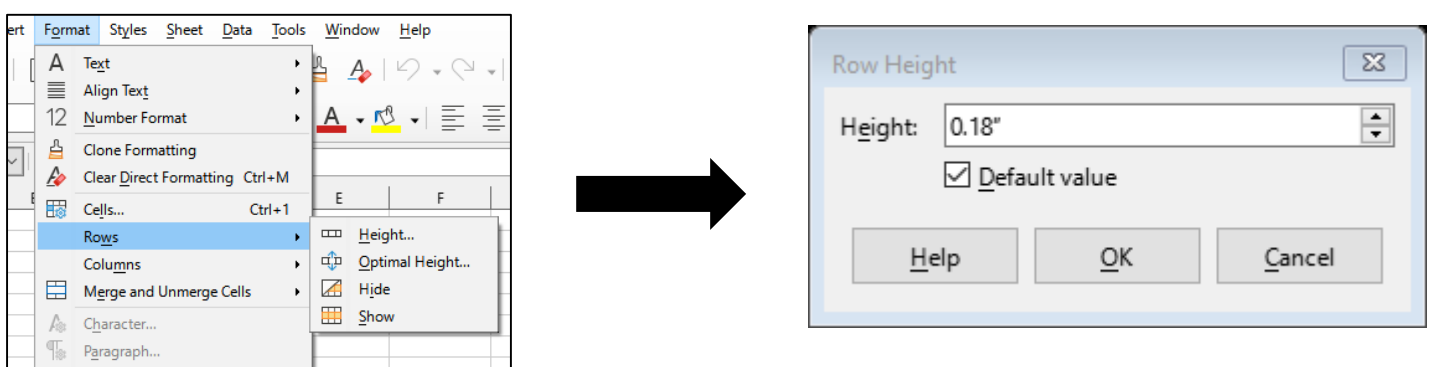 ert Format Styles Sheet Data Tools Window Help
A Text
Align Text
12 Number Format
A
Clone Formatting
Clear Direct Formatting Ctrl+M
E F
Cells... Ctrl+1
Rows
Height...
Columns
Optimal Height...
Merge and Unmerge Cells
Hide
Character...
Show
Paragraph...
Row Height
Height: 0.18"
Default value
Help OK Cancel